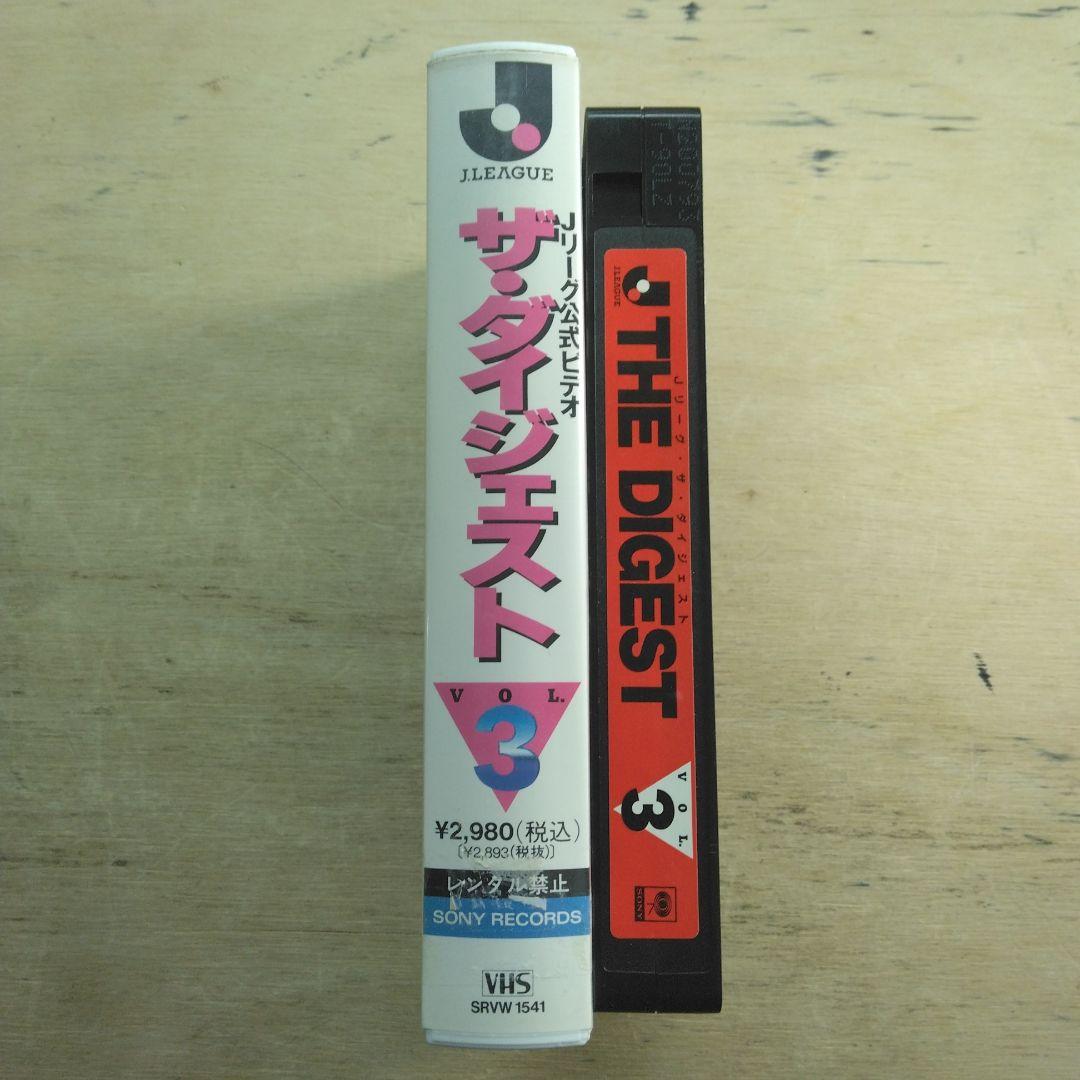 J.LEAGUE
Jリーグ公式ビデオ
ザ・ダイジェスト
VOL.
3
¥2,980(税込)
[¥2,893(税抜)]
レンタル禁止
SONY RECORDS
VHS
SRVW 1541
T-90LZ
J.LEAGUE
Jリーグ・ザ・ダイジェスト
THE DIGEST
VOL.
3
SONY